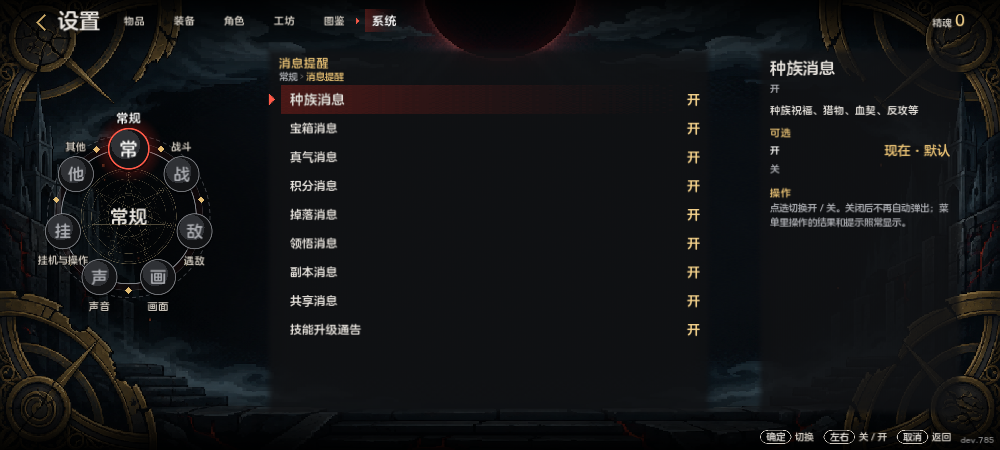 设置 物品 装备 角色 工坊 图鉴 系统
精魂 0
常规
其他 战斗
常
他 战
常规
挂 敌
挂机与操作 遇敌
声 画
声音 画面
消息提醒
常规 › 消息提醒
种族消息 开
宝箱消息 开
真气消息 开
积分消息 开
掉落消息 开
领悟消息 开
副本消息 开
共享消息 开
技能升级通告 开
种族消息
开
种族祝福、猎物、血契、反攻等
可选
开 现在 · 默认
关
操作
点选切换开 / 关。关闭后不再自动弹出；菜
单里操作的结果和提示照常显示。
确定 切换 左右 关 / 开 取消 返回
dev.785